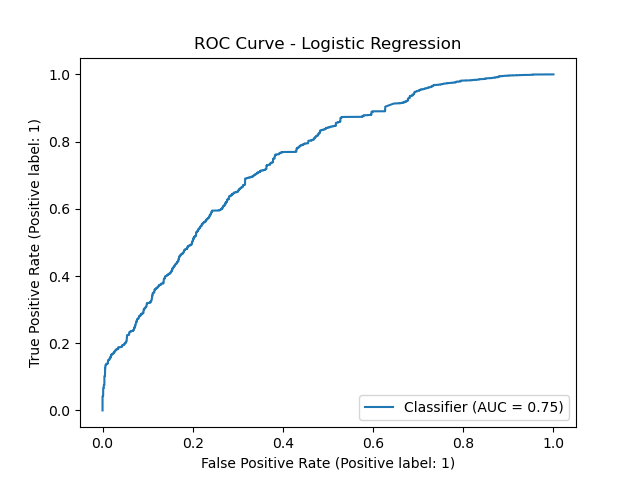 ROC Curve - Logistic Regression
True Positive Rate (Positive label: 1)
1.0
0.8
0.6
0.4
0.2
0.0
Classifier (AUC = 0.75)
0.0 0.2 0.4 0.6 0.8 1.0
False Positive Rate (Positive label: 1)